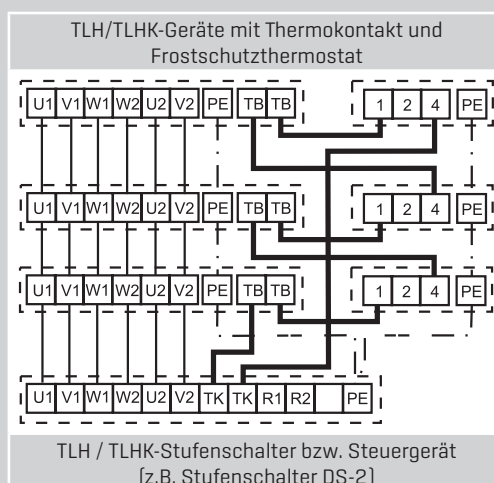 TLH/TLHK-Geräte mit Thermokontakt und
Frostschutzthermostat
U1 V1 W1 W2 U2 V2 PE TB TB 1 2 4 PE
U1 V1 W1 W2 U2 V2 PE TB TB 1 2 4 PE
U1 V1 W1 W2 U2 V2 PE TB TB 1 2 4 PE
U1 V1 W1 W2 U2 V2 TK TK R1 R2 PE
TLH / TLHK-Stufenschalter bzw. Steuergerät
(z.B. Stufenschalter DS-2)